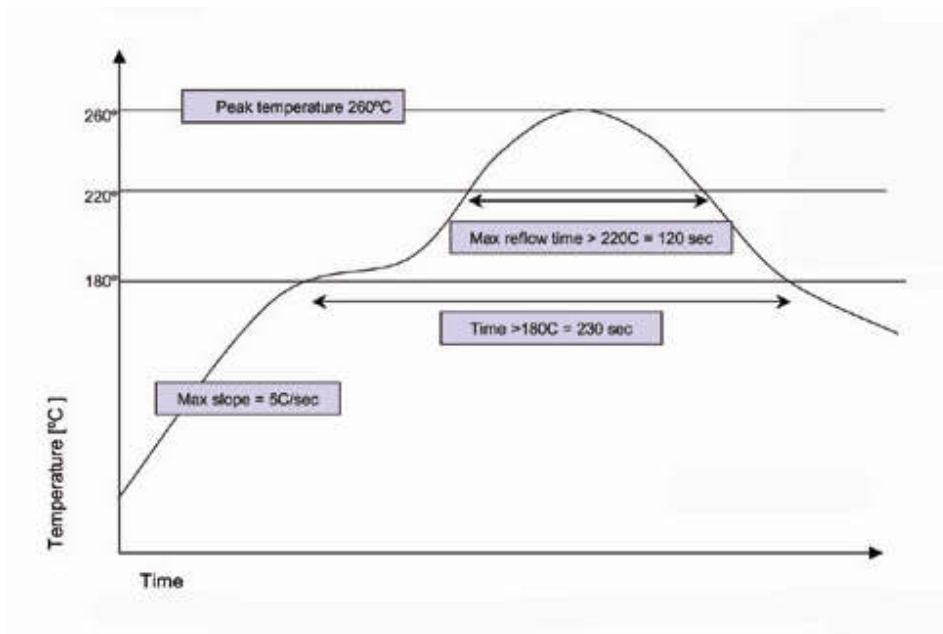 260º
Peak temperature 260ºC
220º
Max reflow time > 220C = 120 sec
180º
Time >180C = 230 sec
Max slope = 5C/sec
Temperature [ºC ]
Time